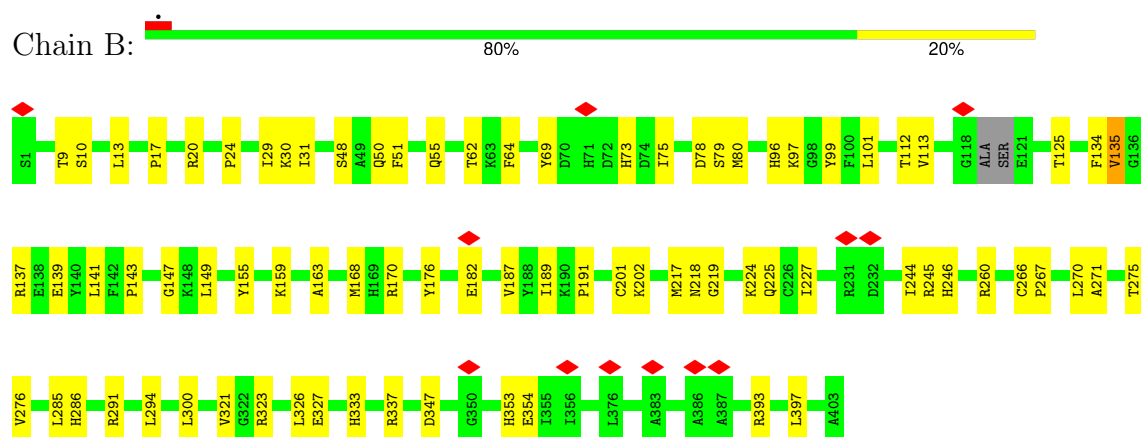 Chain B:
80%
20%
S1 T9 S10 L13 P17 R20 P24 I29 K30 I31 S48 A49 Q50 F51 Q55 T62 K63 F64 Y69 D70 H71 D72 H73 D74 I75 D78 S79 M80 H96 K97 G98 Y99 F100 L101 T112 V113 G118 ALA SER E121 T125 F134 V135 G136
R137 E138 E139 Y140 L141 F142 P143 G147 K148 L149 Y155 K159 A163 M168 H169 R170 Y176 E182 V187 Y188 I189 K190 P191 C201 K202 M217 N218 G219 K224 Q225 C226 I227 R231 D232 I244 R245 H246 R260 C266 P267 L270 A271 T275
V276 L285 H286 R291 L294 L300 V321 G322 R323 L326 E327 H333 R337 D347 G350 H353 E354 I355 I356 L376 A383 A386 A387 R393 L397 A403